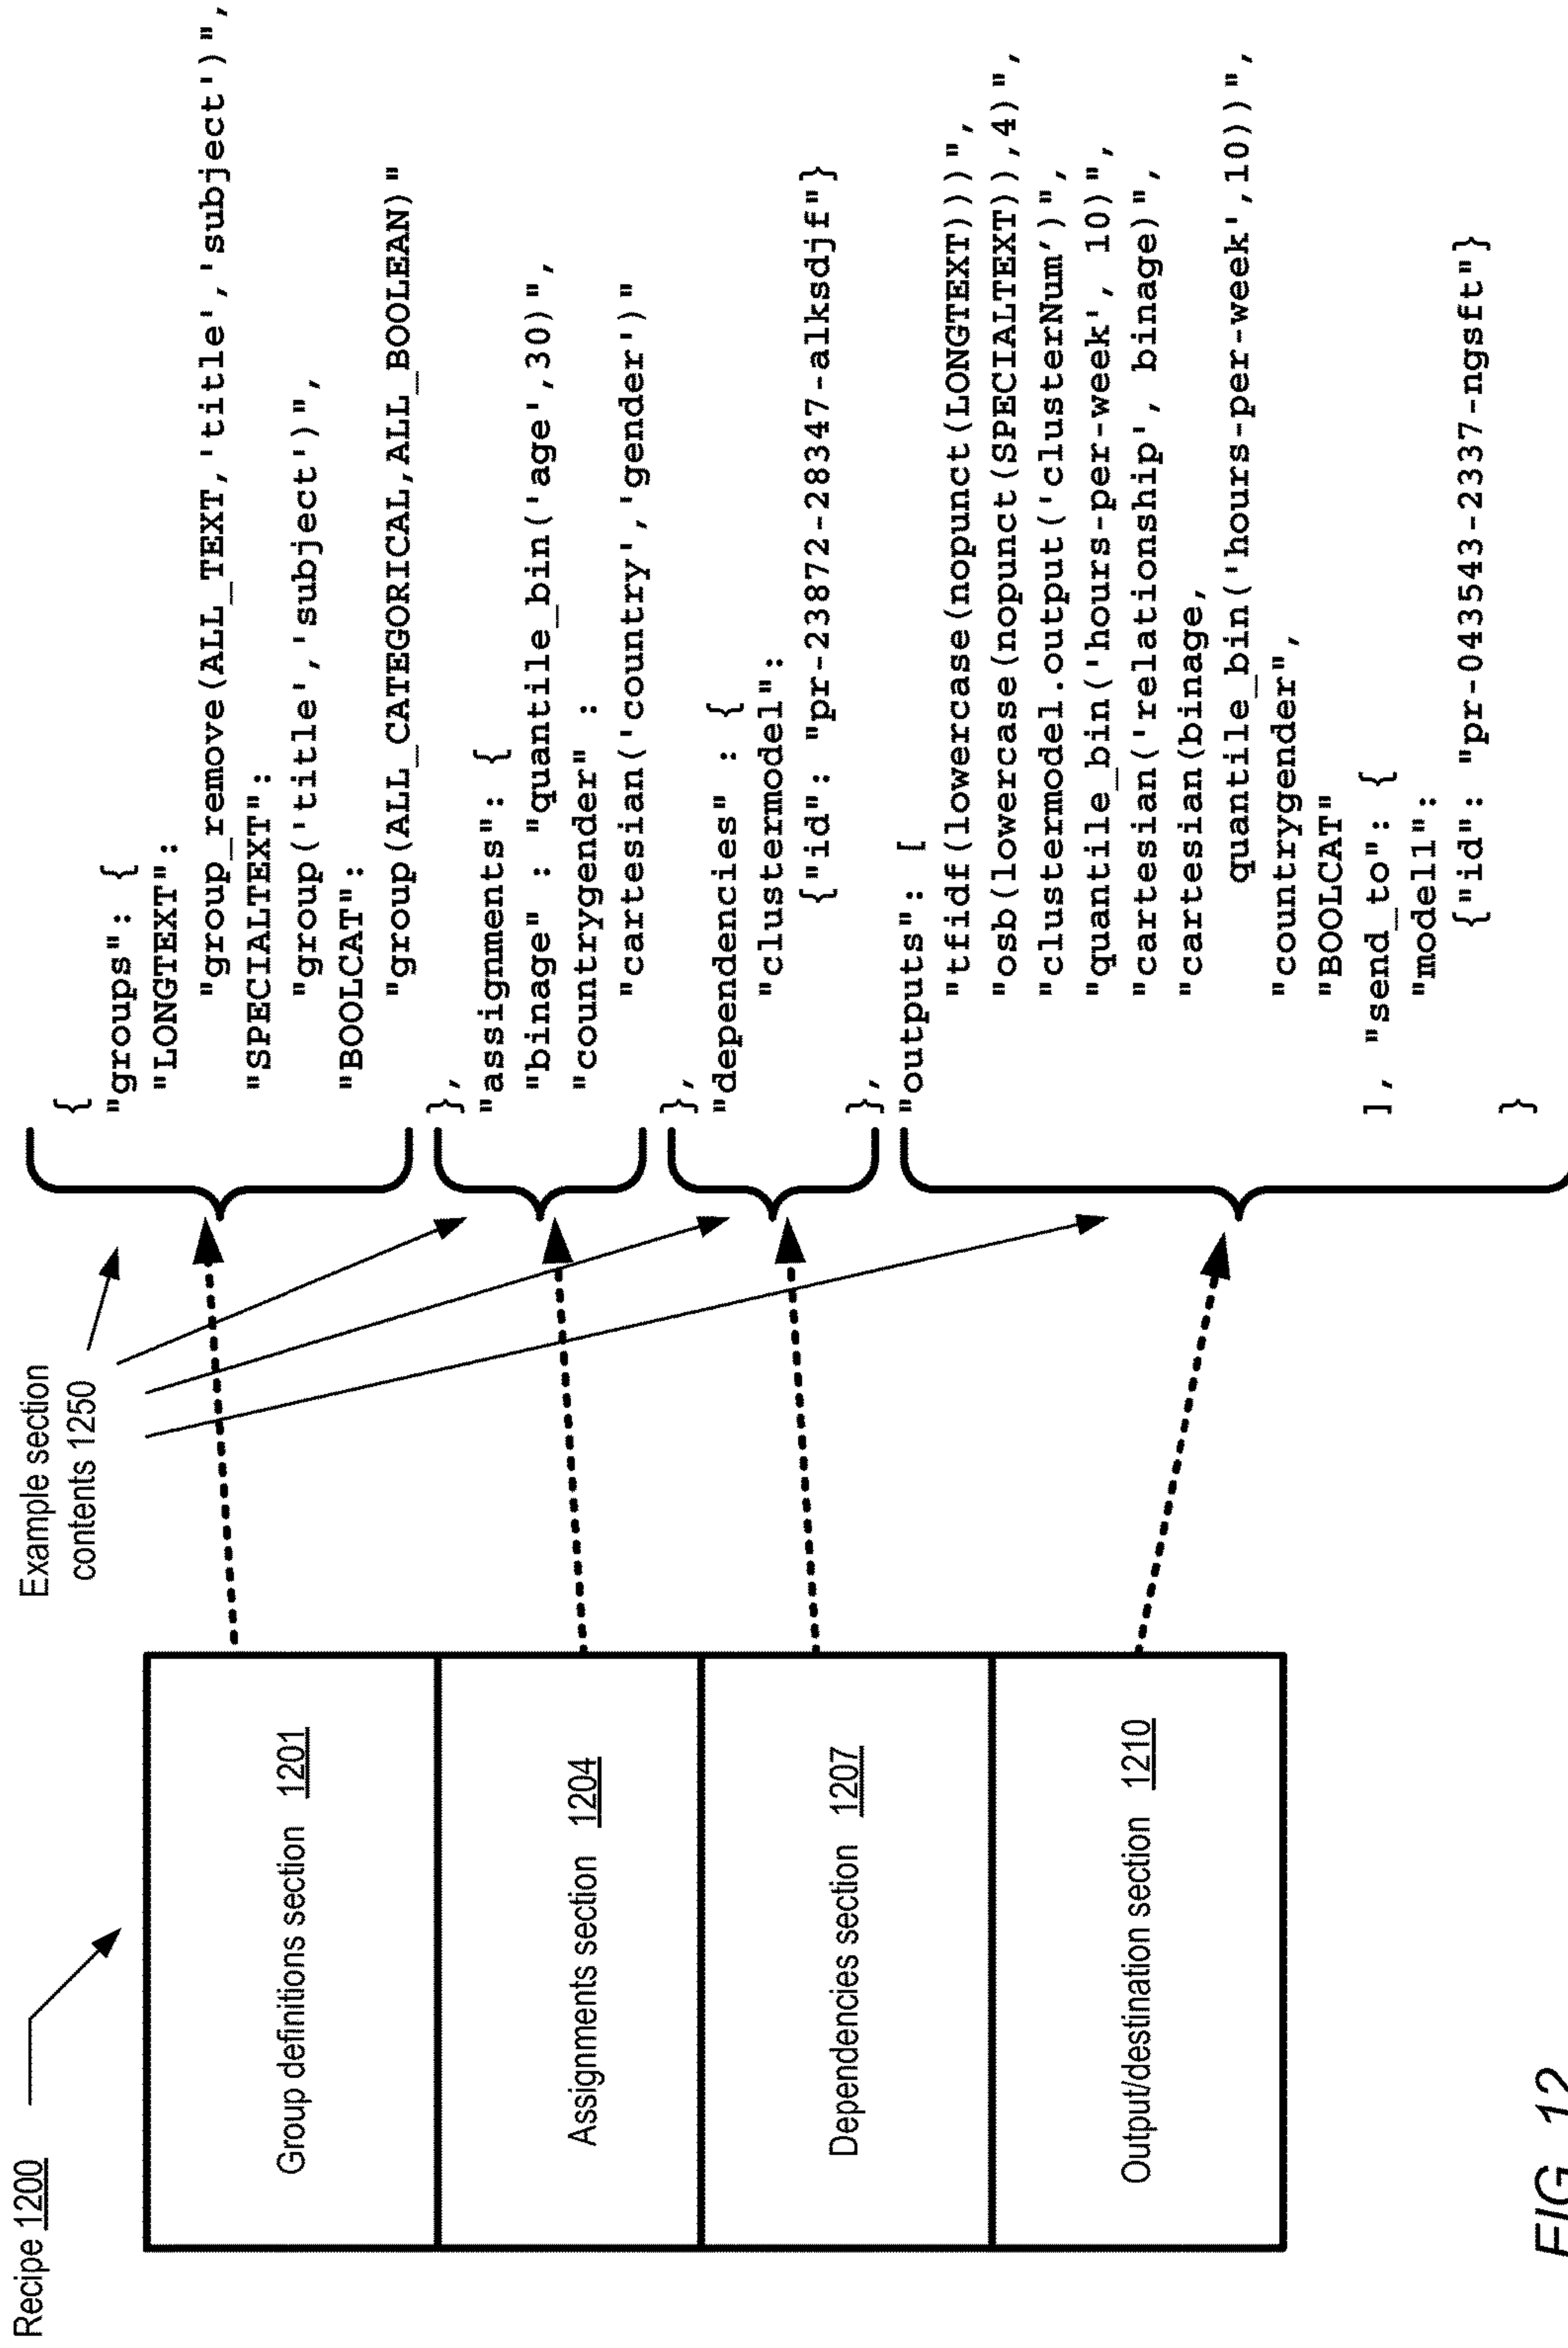 Recipe 1200
Group definitions section 1201
Assignments section 1204
Dependencies section 1207
Output/destination section 1210
Example section
contents 1250
{
"groups": {
"LONGTEXT":
"group_remove(ALL_TEXT,'title','subject')",
"SPECIALTEXT":
"group('title','subject')",
"BOOLCAT":
"group(ALL_CATEGORICAL,ALL_BOOLEAN)"
},
"assignments": {
"binage" : "quantile_bin('age',30)",
"countrygender" :
"cartesian('country','gender')"
},
"dependencies" : {
"clustermodel":
{"id": "pr-23872-28347-alksdjf"}
},
"outputs": [
"tfidf(lowercase(nopunct(LONGTEXT)))",
"osb(lowercase(nopunct(SPECIALTEXT)),4)",
"clustermodel.output('clusterNum’)",
"quantile_bin('hours-per-week', 10)",
"cartesian('relationship', binage)",
"cartesian(binage,
quantile_bin('hours-per-week',10))",
"countrygender",
"BOOLCAT"
], "send_to": {
"model1":
{"id": "pr-043543-2337-ngsft"}
}
FIG. 12